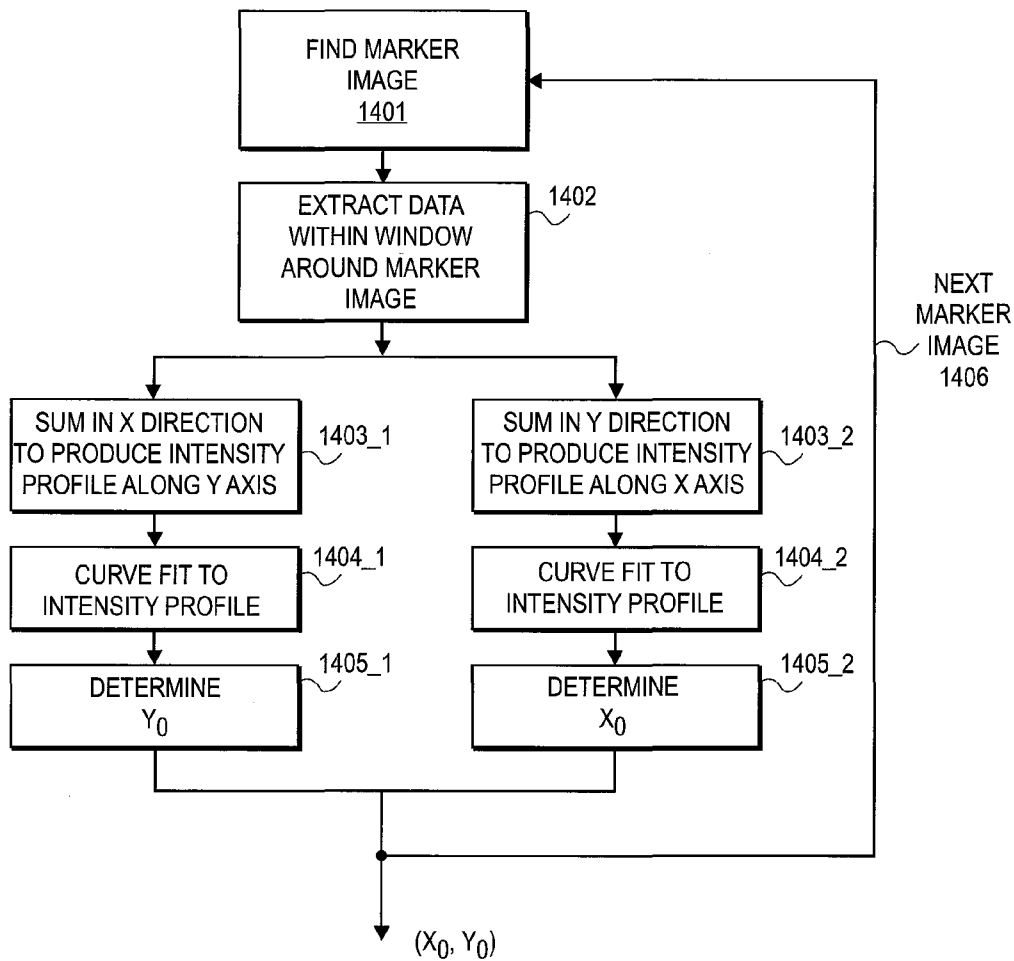 FIND MARKER
IMAGE
1401
EXTRACT DATA
WITHIN WINDOW
AROUND MARKER
IMAGE
1402
NEXT
MARKER
IMAGE
1406
SUM IN X DIRECTION
TO PRODUCE INTENSITY
PROFILE ALONG Y AXIS
1403_1
SUM IN Y DIRECTION
TO PRODUCE INTENSITY
PROFILE ALONG X AXIS
1403_2
CURVE FIT TO
INTENSITY PROFILE
1404_1
CURVE FIT TO
INTENSITY PROFILE
1404_2
DETERMINE
Y0
1405_1
DETERMINE
X0
1405_2
(X0, Y0)